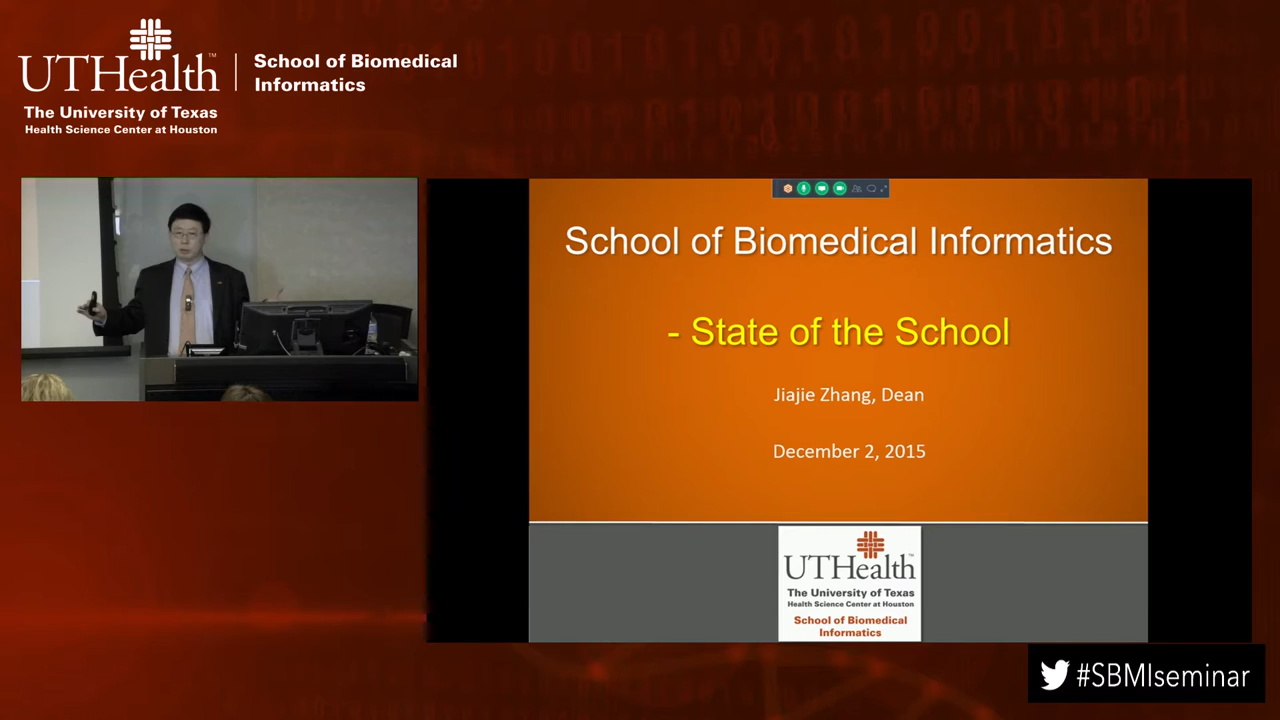 UTHealth™
The University of Texas
Health Science Center at Houston
School of Biomedical
Informatics
School of Biomedical Informatics
- State of the School
Jiajie Zhang, Dean
December 2, 2015
UTHealth™
The University of Texas
Health Science Center at Houston
School of Biomedical
Informatics
#SBMIseminar